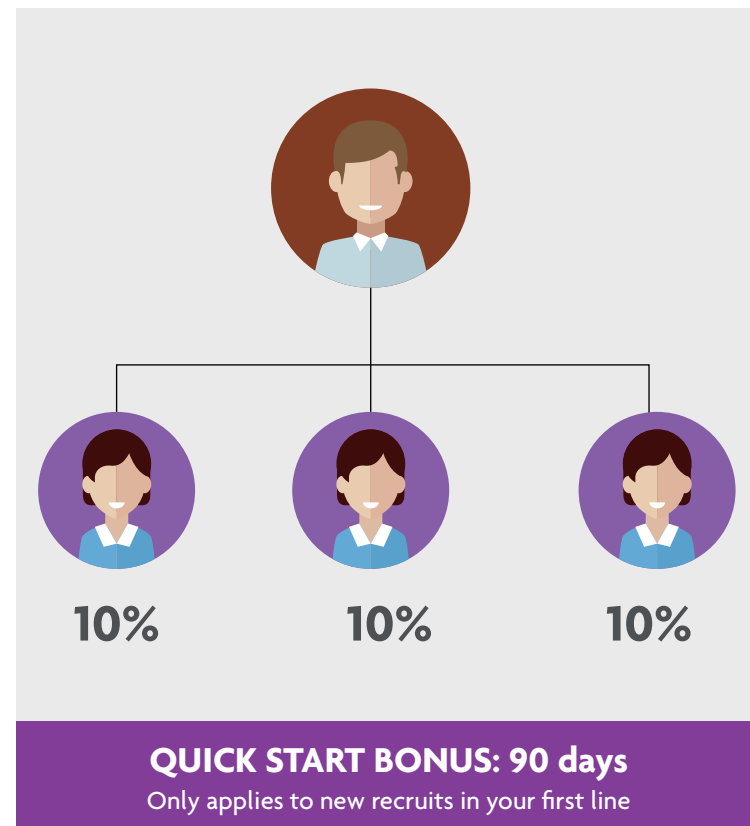 10% 10% 10%
QUICK START BONUS: 90 days
Only applies to new recruits in your first line